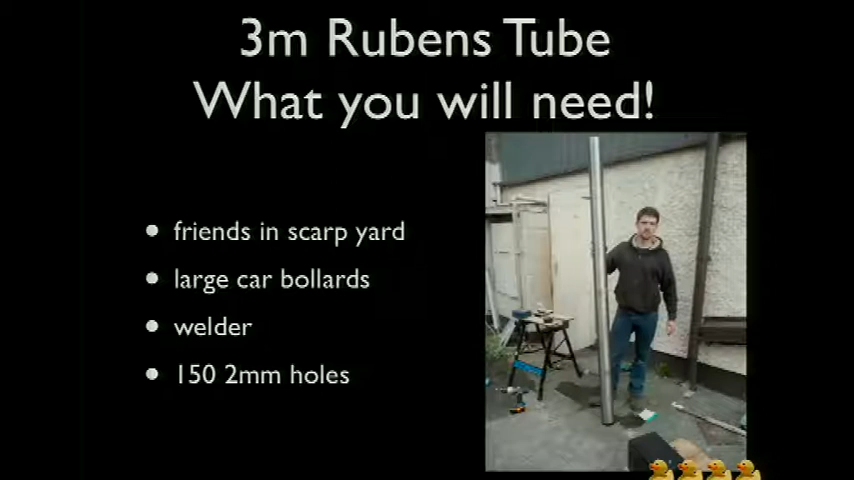 3m Rubens Tube
What you will need!
friends in scarp yard
large car bollards
welder
150 2mm holes